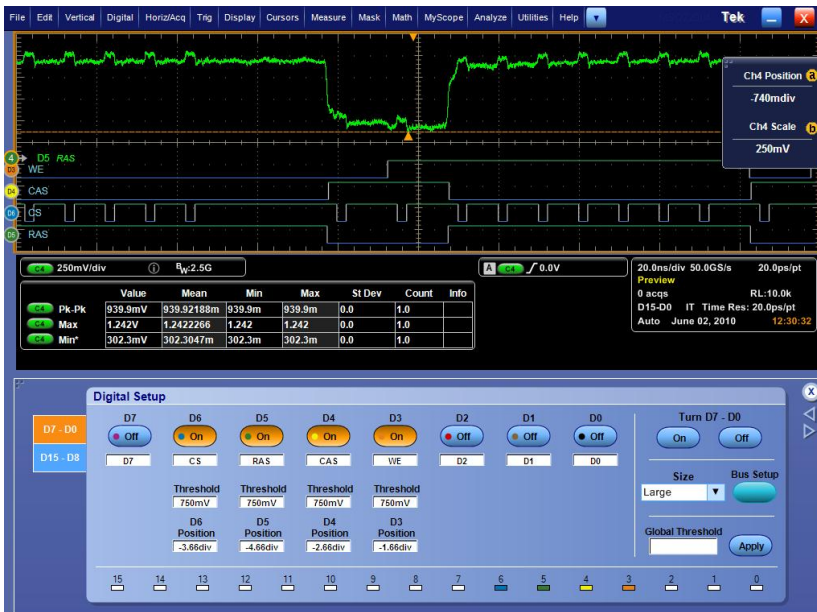 File Edit Vertical Digital Horiz/Acq Trig Display Cursors Measure Mask Math MyScope Analyze Utilities Help Tek X
Ch4 Position a
-740mdiv
Ch4 Scale b
250mV
4 D5 RAS
D3 WE
D4 CAS
D6 CS
D5 RAS
C4 250mV/div BW:2.5G
A C4 0.0V
20.0ns/div 50.0GS/s 20.0ps/pt
Preview
0 acqs RL:10.0k
D15-D0 IT Time Res: 20.0ps/pt
Auto June 02, 2010 12:30:32
Value Mean Min Max St Dev Count Info
C4 Pk-Pk 939.9mV 939.92188m 939.9m 939.9m 0.0 1.0
C4 Max 1.242V 1.2422266 1.242 1.242 0.0 1.0
C4 Min* 302.3mV 302.3047m 302.3m 302.3m 0.0 1.0
Digital Setup X
D7 - D0
D15 - D8
D7 D6 D5 D4 D3 D2 D1 D0
Off On On On On Off Off Off
D7 CS RAS CAS WE D2 D1 D0
Threshold Threshold Threshold Threshold
750mV 750mV 750mV 750mV
D6 Position D5 Position D4 Position D3 Position
-3.66div -4.66div -2.66div -1.66div
Turn D7 - D0
On Off
Size Bus Setup
Large
Global Threshold
Apply
15 14 13 12 11 10 9 8 7 6 5 4 3 2 1 0